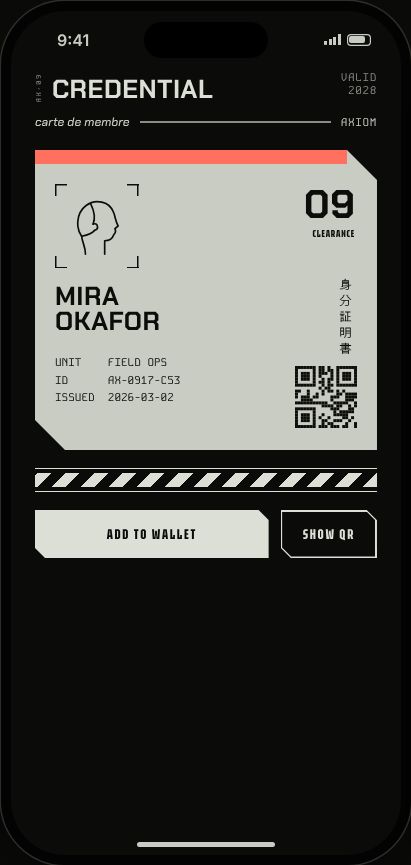 9:41
AX-09
CREDENTIAL
VALID
2028
carte de membre
AXIOM
09
CLEARANCE
MIRA
OKAFOR
身分証明書
UNIT FIELD OPS
ID AX-0917-C53
ISSUED 2026-03-02
ADD TO WALLET
SHOW QR